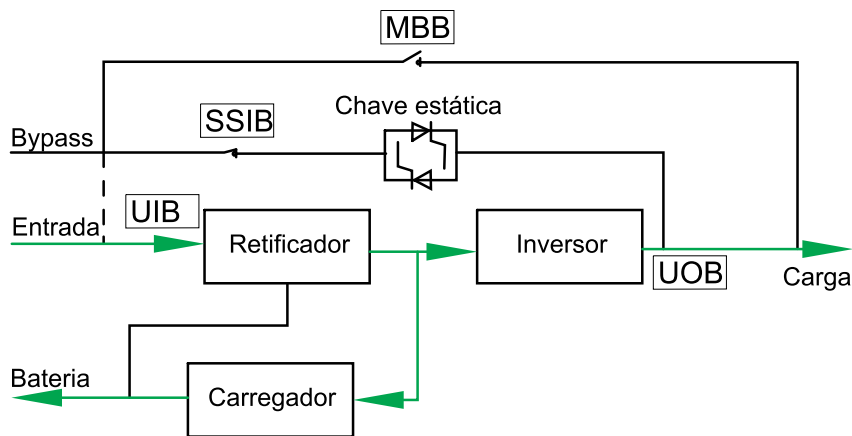 MBB
Chave estática
SSIB
Bypass
UIB
Entrada
Retificador
Inversor
UOB
Carga
Bateria
Carregador